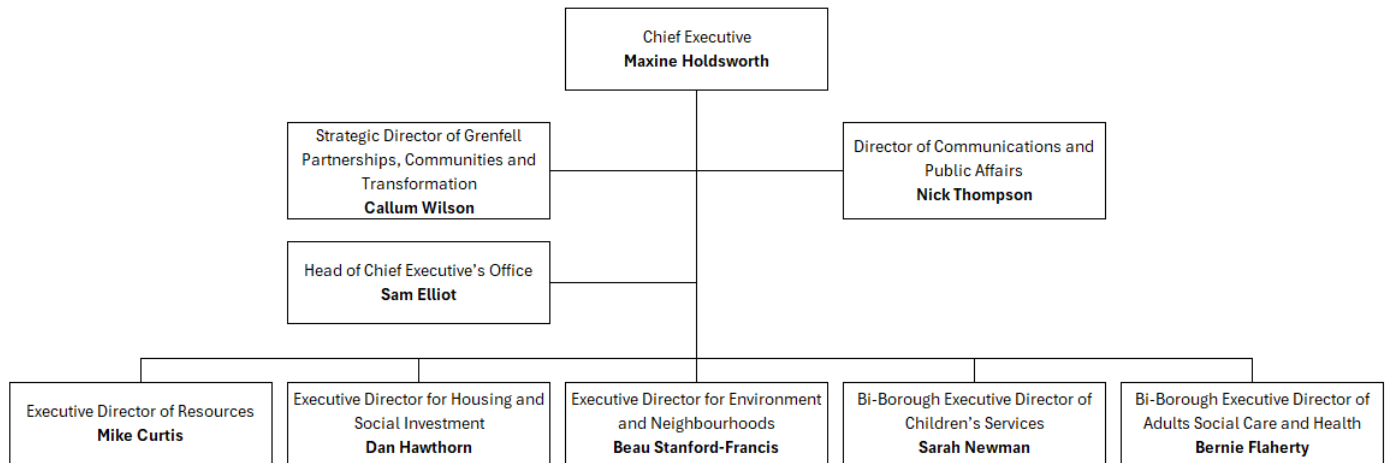 Chief Executive
Maxine Holdsworth
Strategic Director of Grenfell
Partnerships, Communities and
Transformation
Callum Wilson
Director of Communications and
Public Affairs
Nick Thompson
Head of Chief Executive’s Office
Sam Elliot
Executive Director of Resources
Mike Curtis
Executive Director for Housing and
Social Investment
Dan Hawthorn
Executive Director for Environment
and Neighbourhoods
Beau Stanford-Francis
Bi-Borough Executive Director of
Children’s Services
Sarah Newman
Bi-Borough Executive Director of
Adults Social Care and Health
Bernie Flaherty